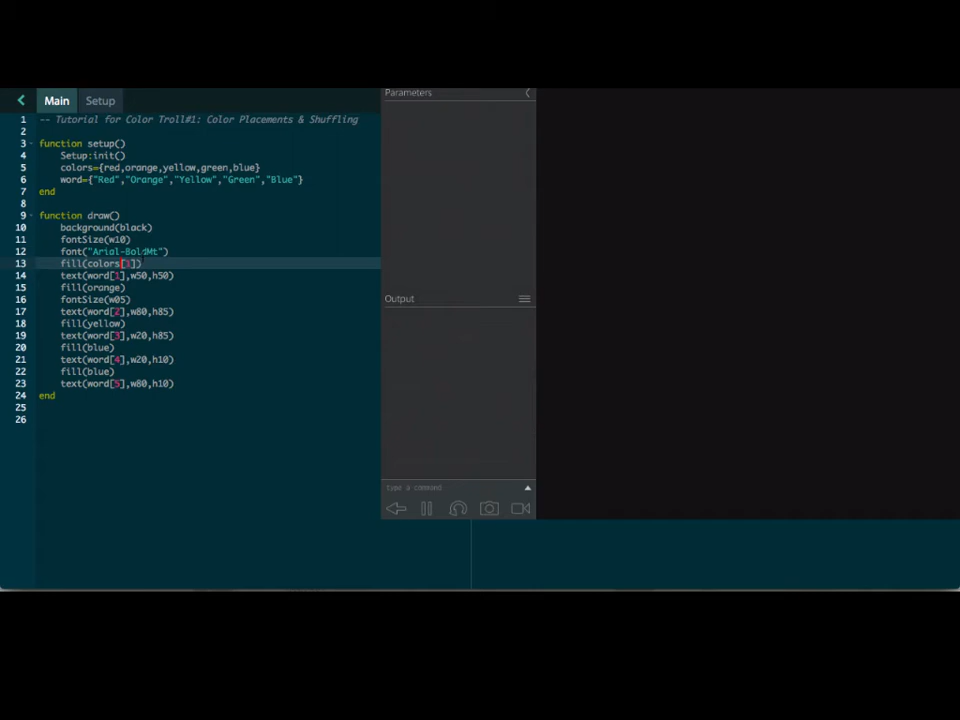 Main Setup
Parameters
1 -- Tutorial for Color Troll#1: Color Placements & Shuffling
2
3 function setup()
4 Setup:init()
5 colors={red,orange,yellow,green,blue}
6 word={"Red","Orange","Yellow","Green","Blue"}
7 end
8
9 function draw()
10 background(black)
11 fontSize(w10)
12 font("Arial-BoldMt")
13 fill(colors[1])
14 text(word[1],w50,h50)
15 fill(orange)
16 fontSize(w05)
17 text(word[2],w80,h85)
18 fill(yellow)
19 text(word[3],w20,h85)
20 fill(blue)
21 text(word[4],w20,h10)
22 fill(blue)
23 text(word[5],w80,h10)
24 end
25
26
Output
type a command